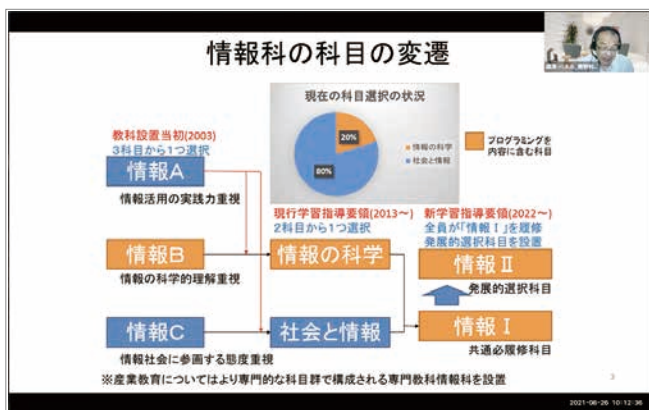 情報科の科目の変遷
現在の科目選択の状況
20%
80%
情報の科学
社会と情報
プログラミングを
内容に含む科目
教科設置当初(2003)
3科目から1つ選択
情報A
情報活用の実践力重視
情報B
情報の科学的理解重視
情報C
情報社会に参画する態度重視
現行学習指導要領(2013~)
2科目から1つ選択
情報の科学
社会と情報
新学習指導要領(2022~)
全員が「情報Ⅰ」を履修
発展的選択科目を設置
情報Ⅱ
発展的選択科目
情報Ⅰ
共通必履修科目
※産業教育についてはより専門的な科目群で構成される専門教科情報科を設置
3
2021-06-26 10:12:36